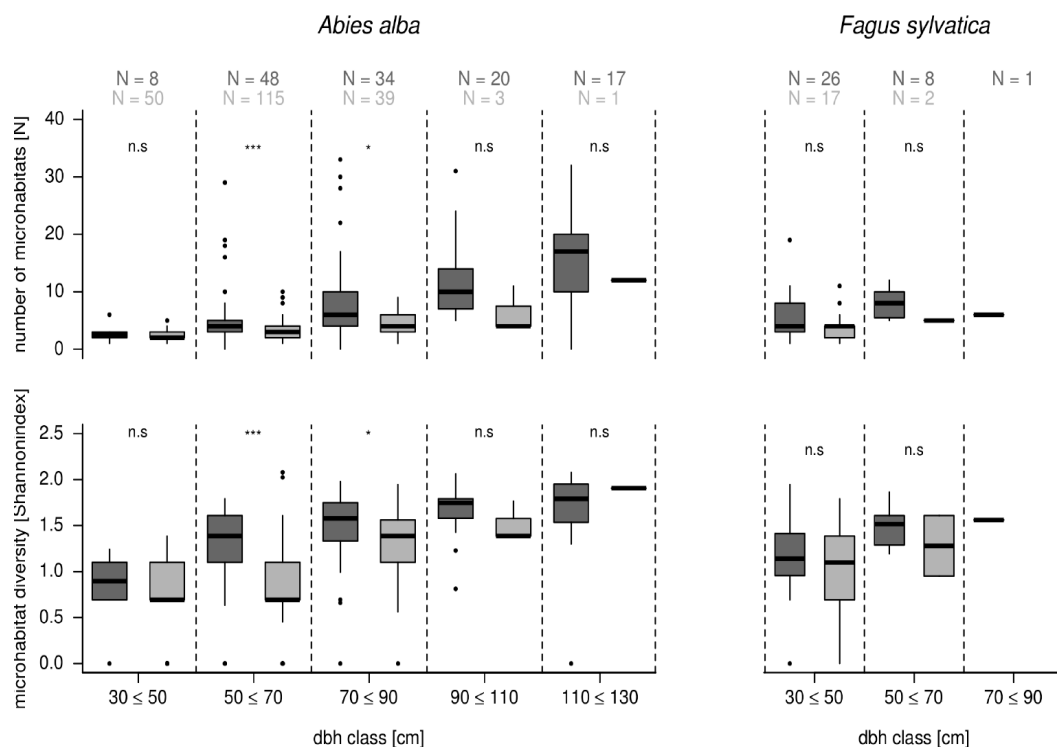 Abies alba Fagus sylvatica
N = 8 N = 48 N = 34 N = 20 N = 17 N = 26 N = 8 N = 1
N = 50 N = 115 N = 39 N = 3 N = 1 N = 17 N = 2
number of microhabitats [N]
40
30
20
10
0
n.s *** * n.s n.s n.s n.s
microhabitat diversity [Shannonindex]
2.5
2.0
1.5
1.0
0.5
0.0
n.s *** * n.s n.s n.s n.s
30 ≤ 50 50 ≤ 70 70 ≤ 90 90 ≤ 110 110 ≤ 130 30 ≤ 50 50 ≤ 70 70 ≤ 90
dbh class [cm] dbh class [cm]